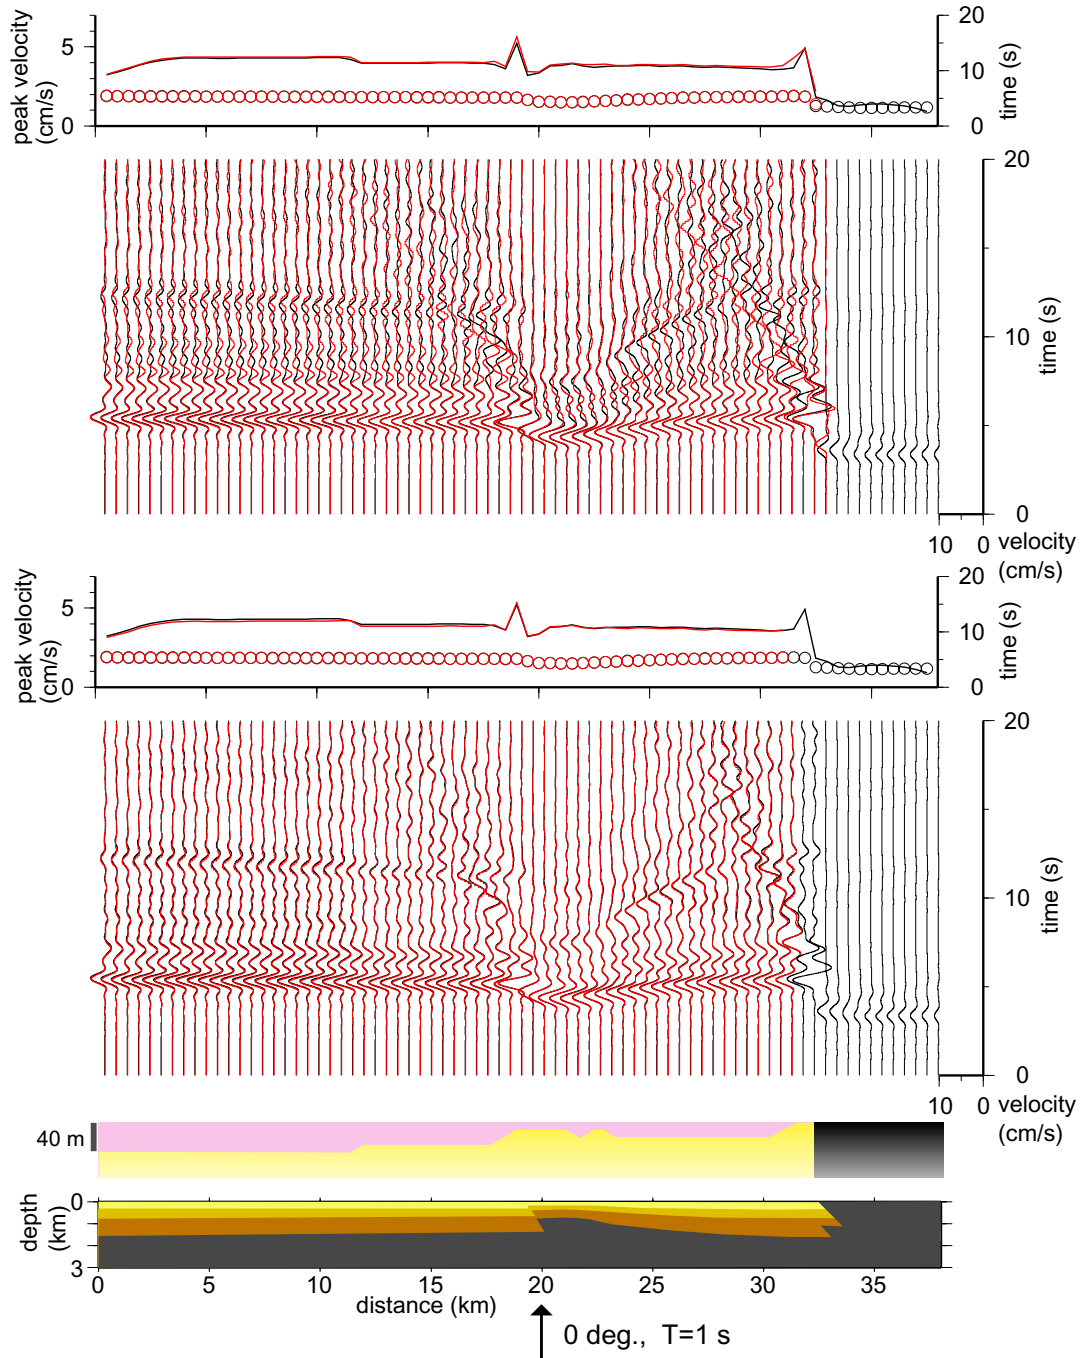 peak velocity
(cm/s)
5
0
20
10
0
time (s)
20
10
0
time (s)
10 0 velocity
(cm/s)
peak velocity
(cm/s)
5
0
20
10
0
time (s)
20
10
0
time (s)
10 0 velocity
(cm/s)
40 m
depth
(km)
0
3
0 5 10 15 20 25 30 35
distance (km)
0 deg., T=1 s